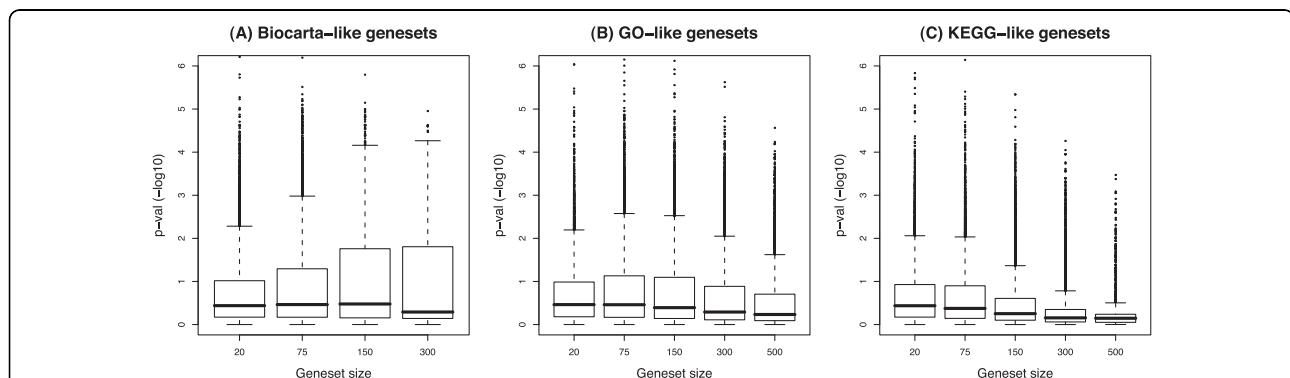 (A) Biocarta–like genesets
6
5
4
3
2
1
0
p-val (-log10)
20 75 150 300
Geneset size
(B) GO–like genesets
6
5
4
3
2
1
0
p-val (-log10)
20 75 150 300 500
Geneset size
(C) KEGG–like genesets
6
5
4
3
2
1
0
p-val (-log10)
20 75 150 300 500
Geneset size